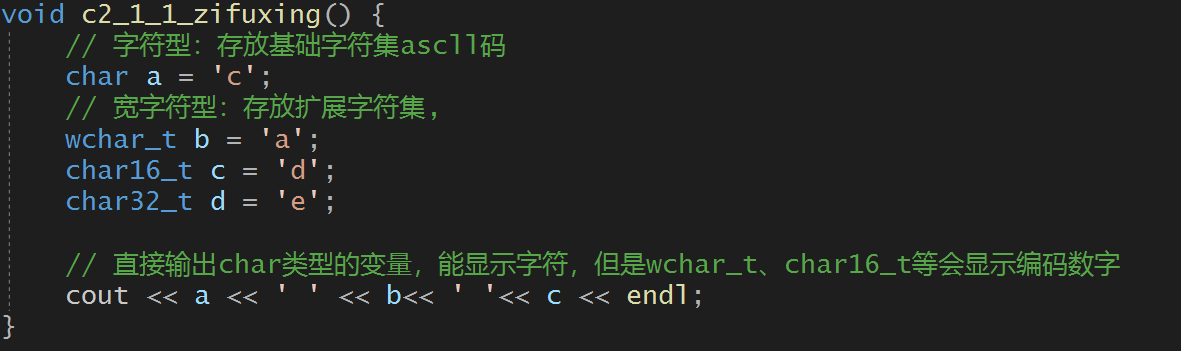 void c2_1_1_zifuxing() {
// 字符型：存放基础字符集ascll码
char a = 'c';
// 宽字符型：存放扩展字符集，
wchar_t b = 'a';
char16_t c = 'd';
char32_t d = 'e';
// 直接输出char类型的变量，能显示字符，但是wchar_t、char16_t等会显示编码数字
cout << a << ' ' << b<< ' '<< c << endl;
}